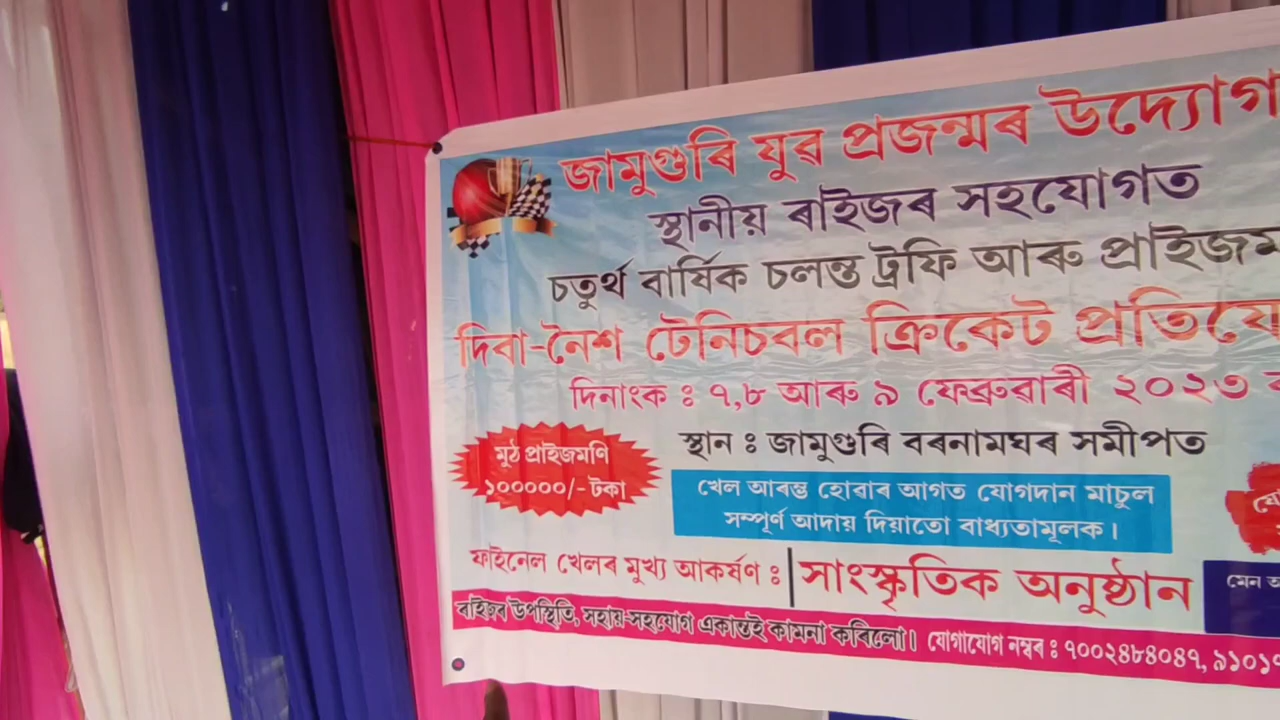 জামুগুৰি যুৱ প্ৰজন্মৰ উদ্যোগ
স্থানীয় ৰাইজৰ সহযোগত
চতুৰ্থ বাৰ্ষিক চলন্ত ট্ৰফি আৰু প্ৰাইজম
দিবা-নৈশ টেনিচবল ক্ৰিকেট প্ৰতিযো
দিনাংক : ৭,৮ আৰু ৯ ফেব্ৰুৱাৰী ২০২৩
স্থান : জামুগুৰি বৰনামঘৰ সমীপত
মুঠ প্ৰাইজমণি
১০০০০০/- টকা
খেল আৰম্ভ হোৱাৰ আগত যোগদান মাচুল
সম্পূৰ্ণ আদায় দিয়াতো বাধ্যতামূলক।
ফাইনেল খেলৰ মুখ্য আকৰ্ষণ : সাংস্কৃতিক অনুষ্ঠান
মেন
ৰাইজৰ উপস্থিতি, সহায়-সহযোগ একান্তই কামনা কৰিলো। যোগাযোগ নম্বৰ : ৭০০২৪৮৪০৪৭, ৯১০১